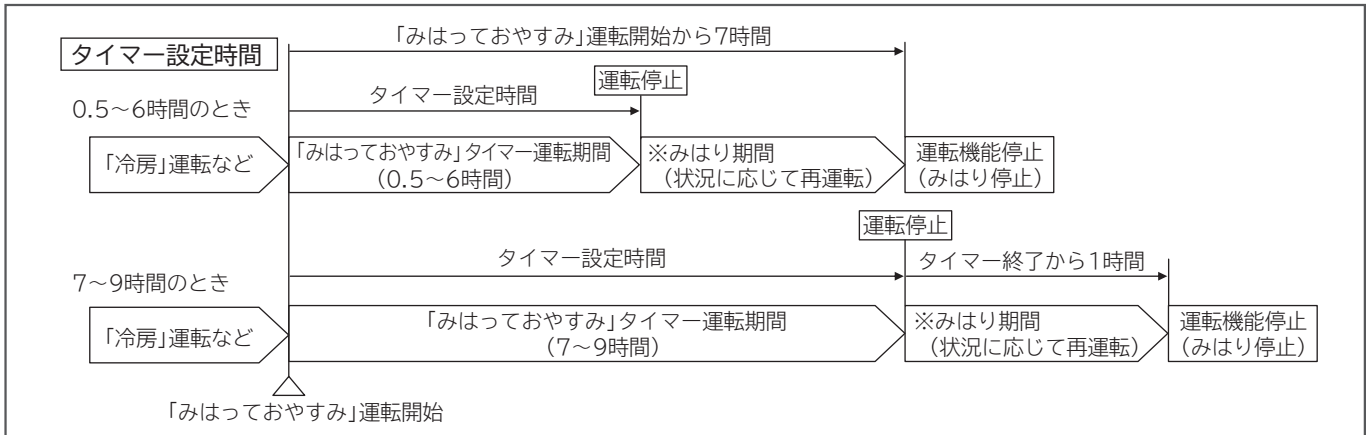 「みはっておやすみ」運転開始から7時間
タイマー設定時間
運転停止
タイマー設定時間
0.5～6時間のとき
「冷房」運転など
「みはっておやすみ」タイマー運転期間
（0.5～6時間）
※みはり期間
（状況に応じて再運転）
運転機能停止
（みはり停止）
運転停止
タイマー設定時間
タイマー終了から1時間
7～9時間のとき
「冷房」運転など
「みはっておやすみ」タイマー運転期間
（7～9時間）
※みはり期間
（状況に応じて再運転）
運転機能停止
（みはり停止）
「みはっておやすみ」運転開始